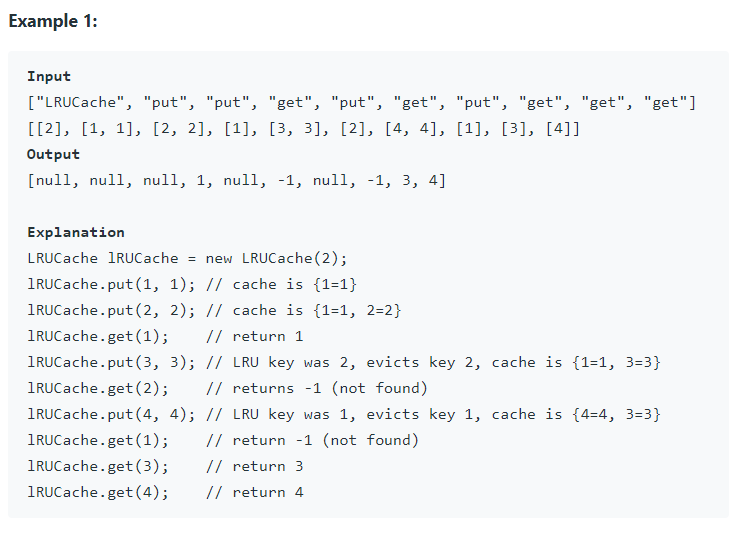 Example 1:
Input
["LRUCache", "put", "put", "get", "put", "get", "put", "get", "get", "get"]
[[2], [1, 1], [2, 2], [1], [3, 3], [2], [4, 4], [1], [3], [4]]
Output
[null, null, null, 1, null, -1, null, -1, 3, 4]
Explanation
LRUCache lRUCache = new LRUCache(2);
lRUCache.put(1, 1); // cache is {1=1}
lRUCache.put(2, 2); // cache is {1=1, 2=2}
lRUCache.get(1);    // return 1
lRUCache.put(3, 3); // LRU key was 2, evicts key 2, cache is {1=1, 3=3}
lRUCache.get(2);    // returns -1 (not found)
lRUCache.put(4, 4); // LRU key was 1, evicts key 1, cache is {4=4, 3=3}
lRUCache.get(1);    // return -1 (not found)
lRUCache.get(3);    // return 3
lRUCache.get(4);    // return 4